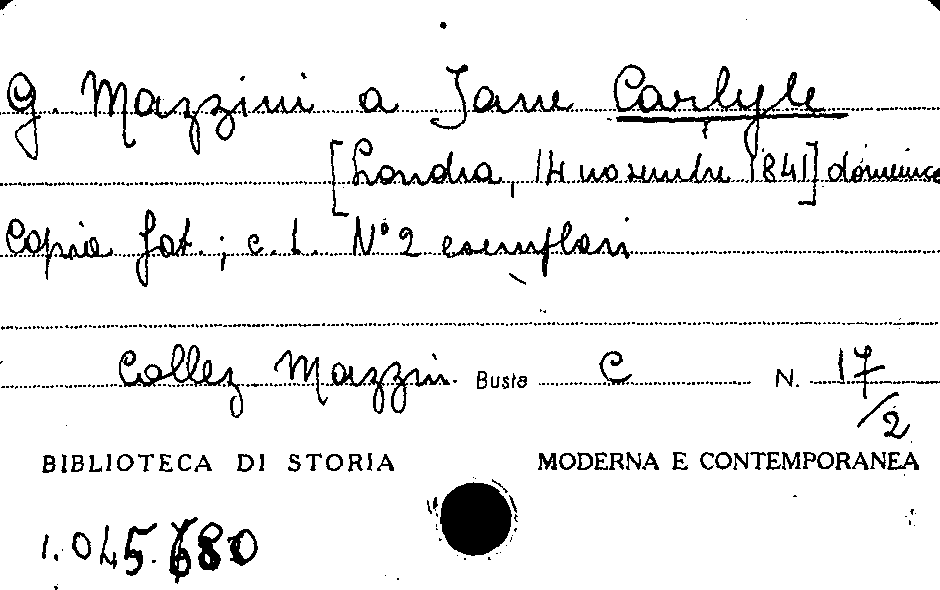 G. Mazzini a Jane Carlyle
[Londra, 14 novembre 1841] domenica
Copia fot.; c. 1. N° 2 esemplari
Collez Mazzini Busta C N. 17/2
BIBLIOTECA DI STORIA MODERNA E CONTEMPORANEA
1.045.680